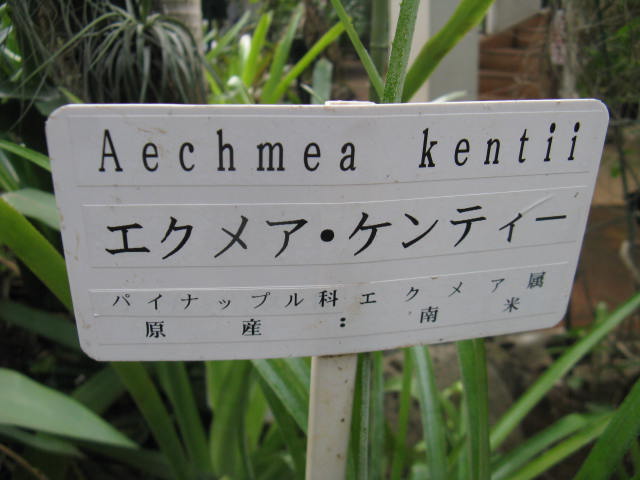 Aechmea kentii
エクメア・ケンティー
パイナップル科エクメア属
原産：南米